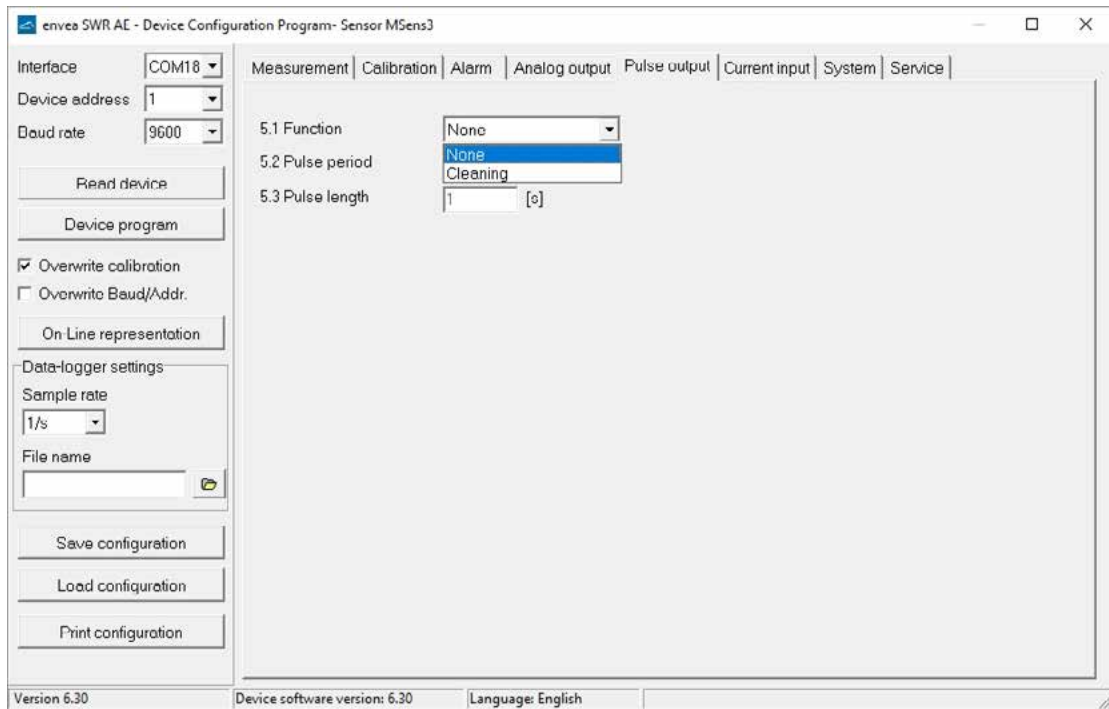 envea SWR AE - Device Configuration Program- Sensor MSens3
Interface COM18
Device address 1
Baud rate 9600
Read device
Device program
Overwrite calibration
Overwrite Baud/Addr.
On-Line representation
Data-logger settings
Sample rate
1/s
File name
Save configuration
Load configuration
Print configuration
Measurement Calibration Alarm Analog output Pulse output Current input System Service
5.1 Function None
None
5.2 Pulse period
Cleaning
5.3 Pulse length 1 [s]
Version 6.30 Device software version: 6.30 Language: English